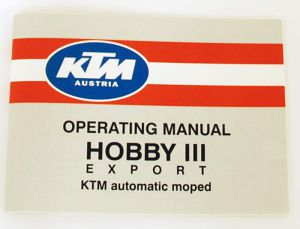 KTM
AUSTRIA
OPERATING MANUAL
HOBBY III
EXPORT
KTM automatic moped